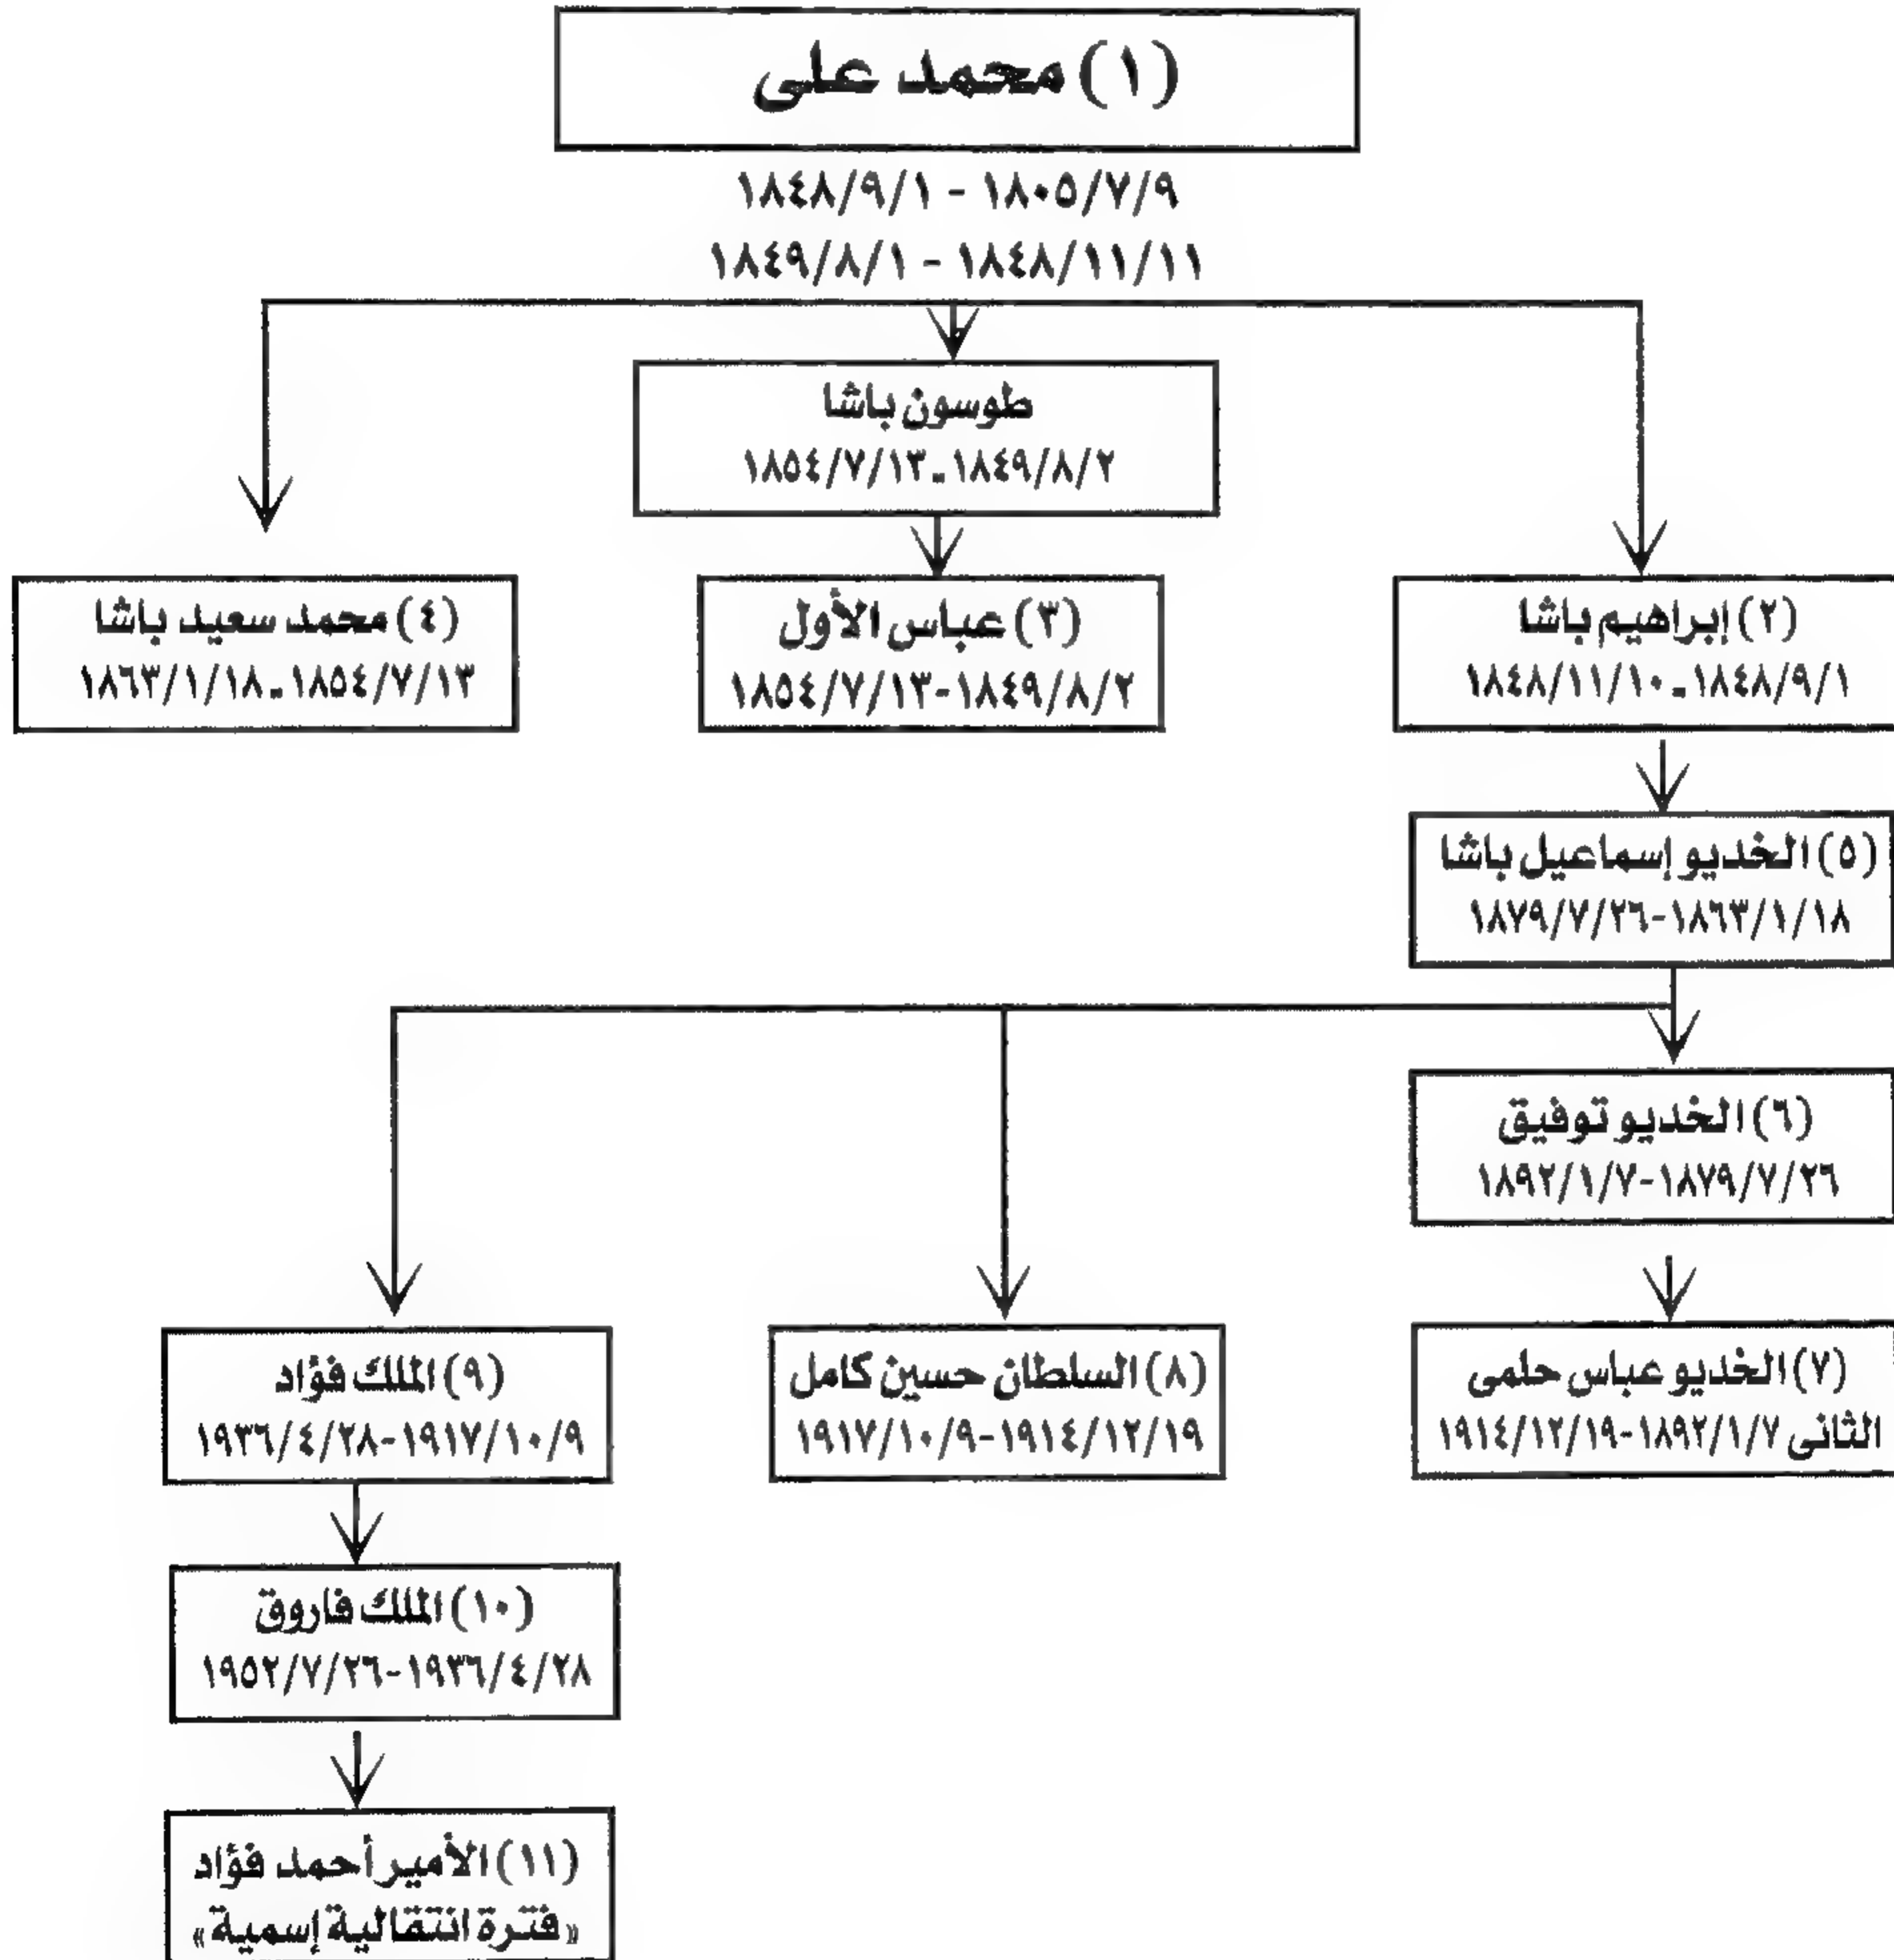 (١) محمد على
١٨٠٥/٧/٩ - ١٨٤٨/٩/١
١٨٤٨/١١/١١ - ١٨٤٩/٨/١
طوسون باشا
١٨٤٩/٨/٢ - ١٨٥٤/٧/١٣
(٢) إبراهيم باشا
١٨٤٨/٩/١ - ١٨٤٨/١١/١٠
(٣) عباس الأول
١٨٤٩/٨/٢-١٨٥٤/٧/١٣
(٤) محمد سعيد باشا
١٨٥٤/٧/١٣ - ١٨٦٣/١/١٨
(٥) الخديو إسماعيل باشا
١٨٦٣/١/١٨-١٨٧٩/٧/٢٦
(٦) الخديو توفيق
١٨٧٩/٧/٢٦-١٨٩٢/١/٧
(٧) الخديو عباس حلمى
الثانى ١٨٩٢/١/٧-١٩١٤/١٢/١٩
(٨) السلطان حسين كامل
١٩١٤/١٢/١٩-١٩١٧/١٠/٩
(٩) الملك فؤاد
١٩١٧/١٠/٩-١٩٣٦/٤/٢٨
(١٠) الملك فاروق
١٩٣٦/٤/٢٨-١٩٥٢/٧/٢٦
(١١) الأمير أحمد فؤاد
«فترة انتقالية إسمية»